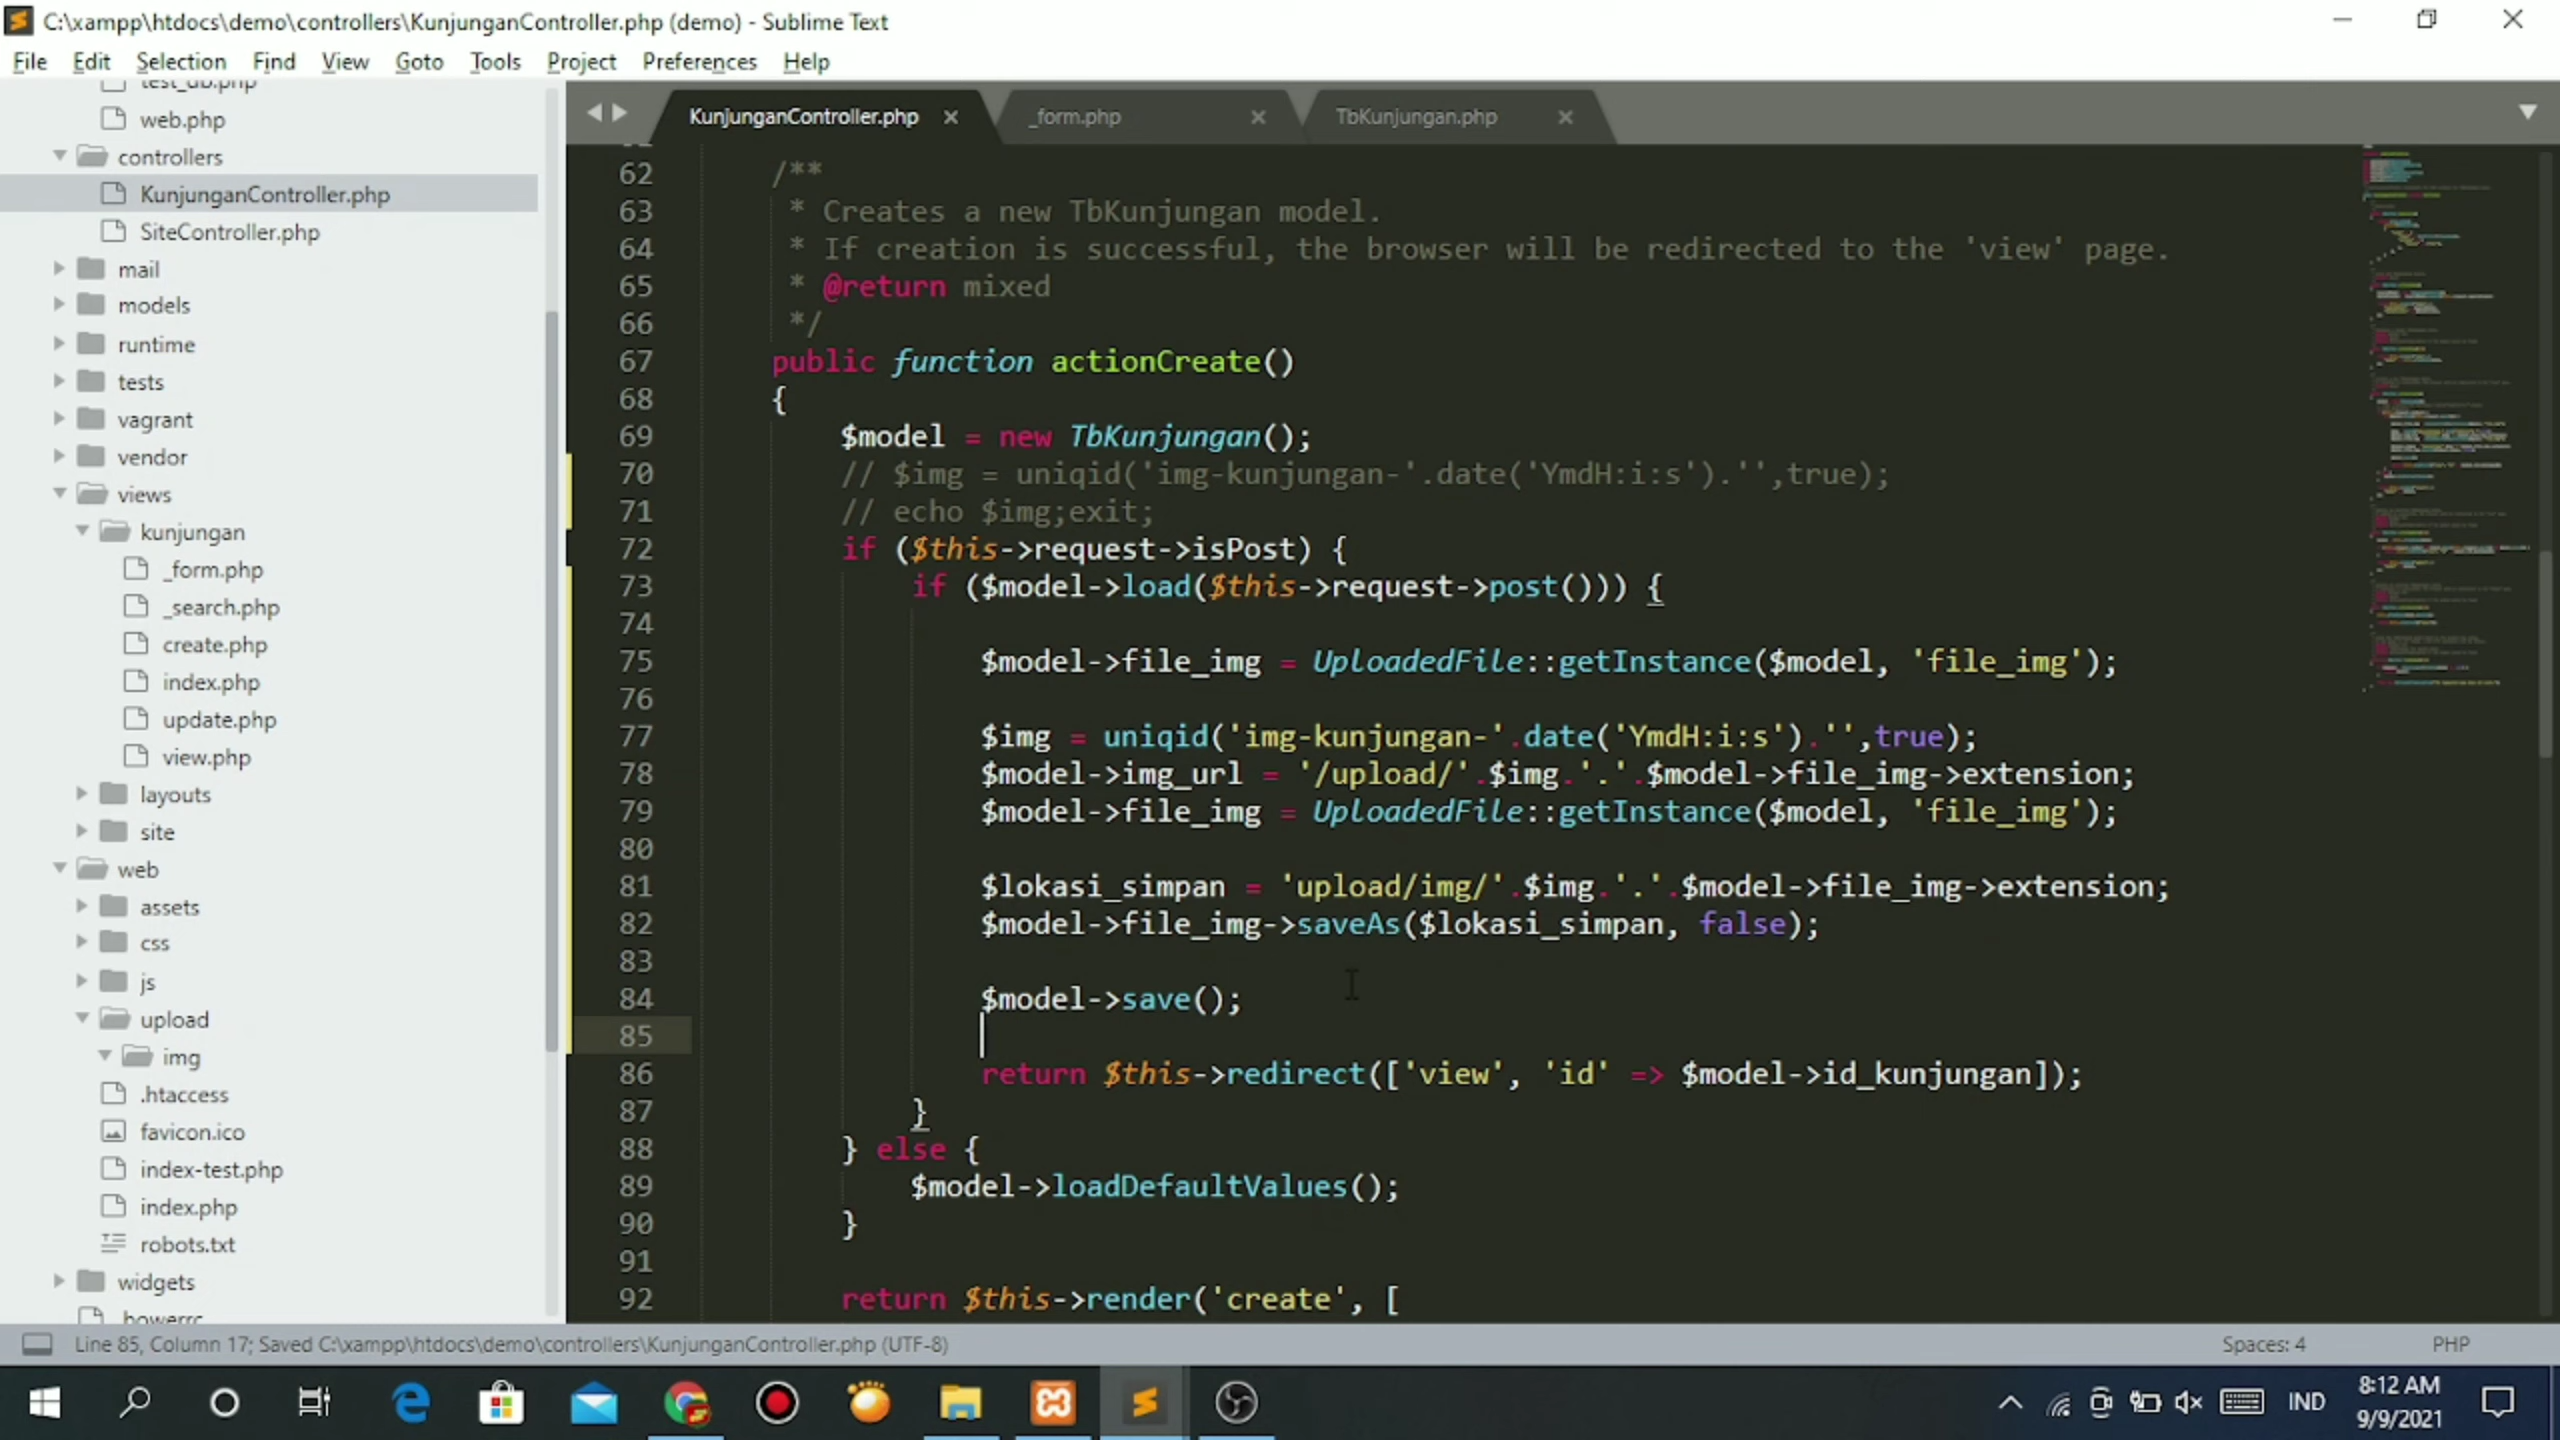 C:\xampp\htdocs\demo\controllers\KunjunganController.php (demo) - Sublime Text
File Edit Selection Find View Goto Tools Project Preferences Help
test_db.php
web.php
controllers
KunjunganController.php
SiteController.php
mail
models
runtime
tests
vagrant
vendor
views
kunjungan
_form.php
_search.php
create.php
index.php
update.php
view.php
layouts
site
web
assets
css
js
upload
img
.htaccess
favicon.ico
index-test.php
index.php
robots.txt
widgets
.bowerrc
KunjunganController.php _form.php TbKunjungan.php
62 /**
63 * Creates a new TbKunjungan model.
64 * If creation is successful, the browser will be redirected to the 'view' page.
65 * @return mixed
66 */
67 public function actionCreate()
68 {
69 $model = new TbKunjungan();
70 // $img = uniqid('img-kunjungan-'.date('YmdH:i:s').'',true);
71 // echo $img;exit;
72 if ($this->request->isPost) {
73 if ($model->load($this->request->post())) {
74
75 $model->file_img = UploadedFile::getInstance($model, 'file_img');
76
77 $img = uniqid('img-kunjungan-'.date('YmdH:i:s').'',true);
78 $model->img_url = '/upload/'.$img.'.'.$model->file_img->extension;
79 $model->file_img = UploadedFile::getInstance($model, 'file_img');
80
81 $lokasi_simpan = 'upload/img/'.$img.'.'.$model->file_img->extension;
82 $model->file_img->saveAs($lokasi_simpan, false);
83
84 $model->save();
85
86 return $this->redirect(['view', 'id' => $model->id_kunjungan]);
87 }
88 } else {
89 $model->loadDefaultValues();
90 }
91
92 return $this->render('create', [
Line 85, Column 17; Saved C:\xampp\htdocs\demo\controllers\KunjunganController.php (UTF-8)
Spaces: 4 PHP
IND
8:12 AM
9/9/2021